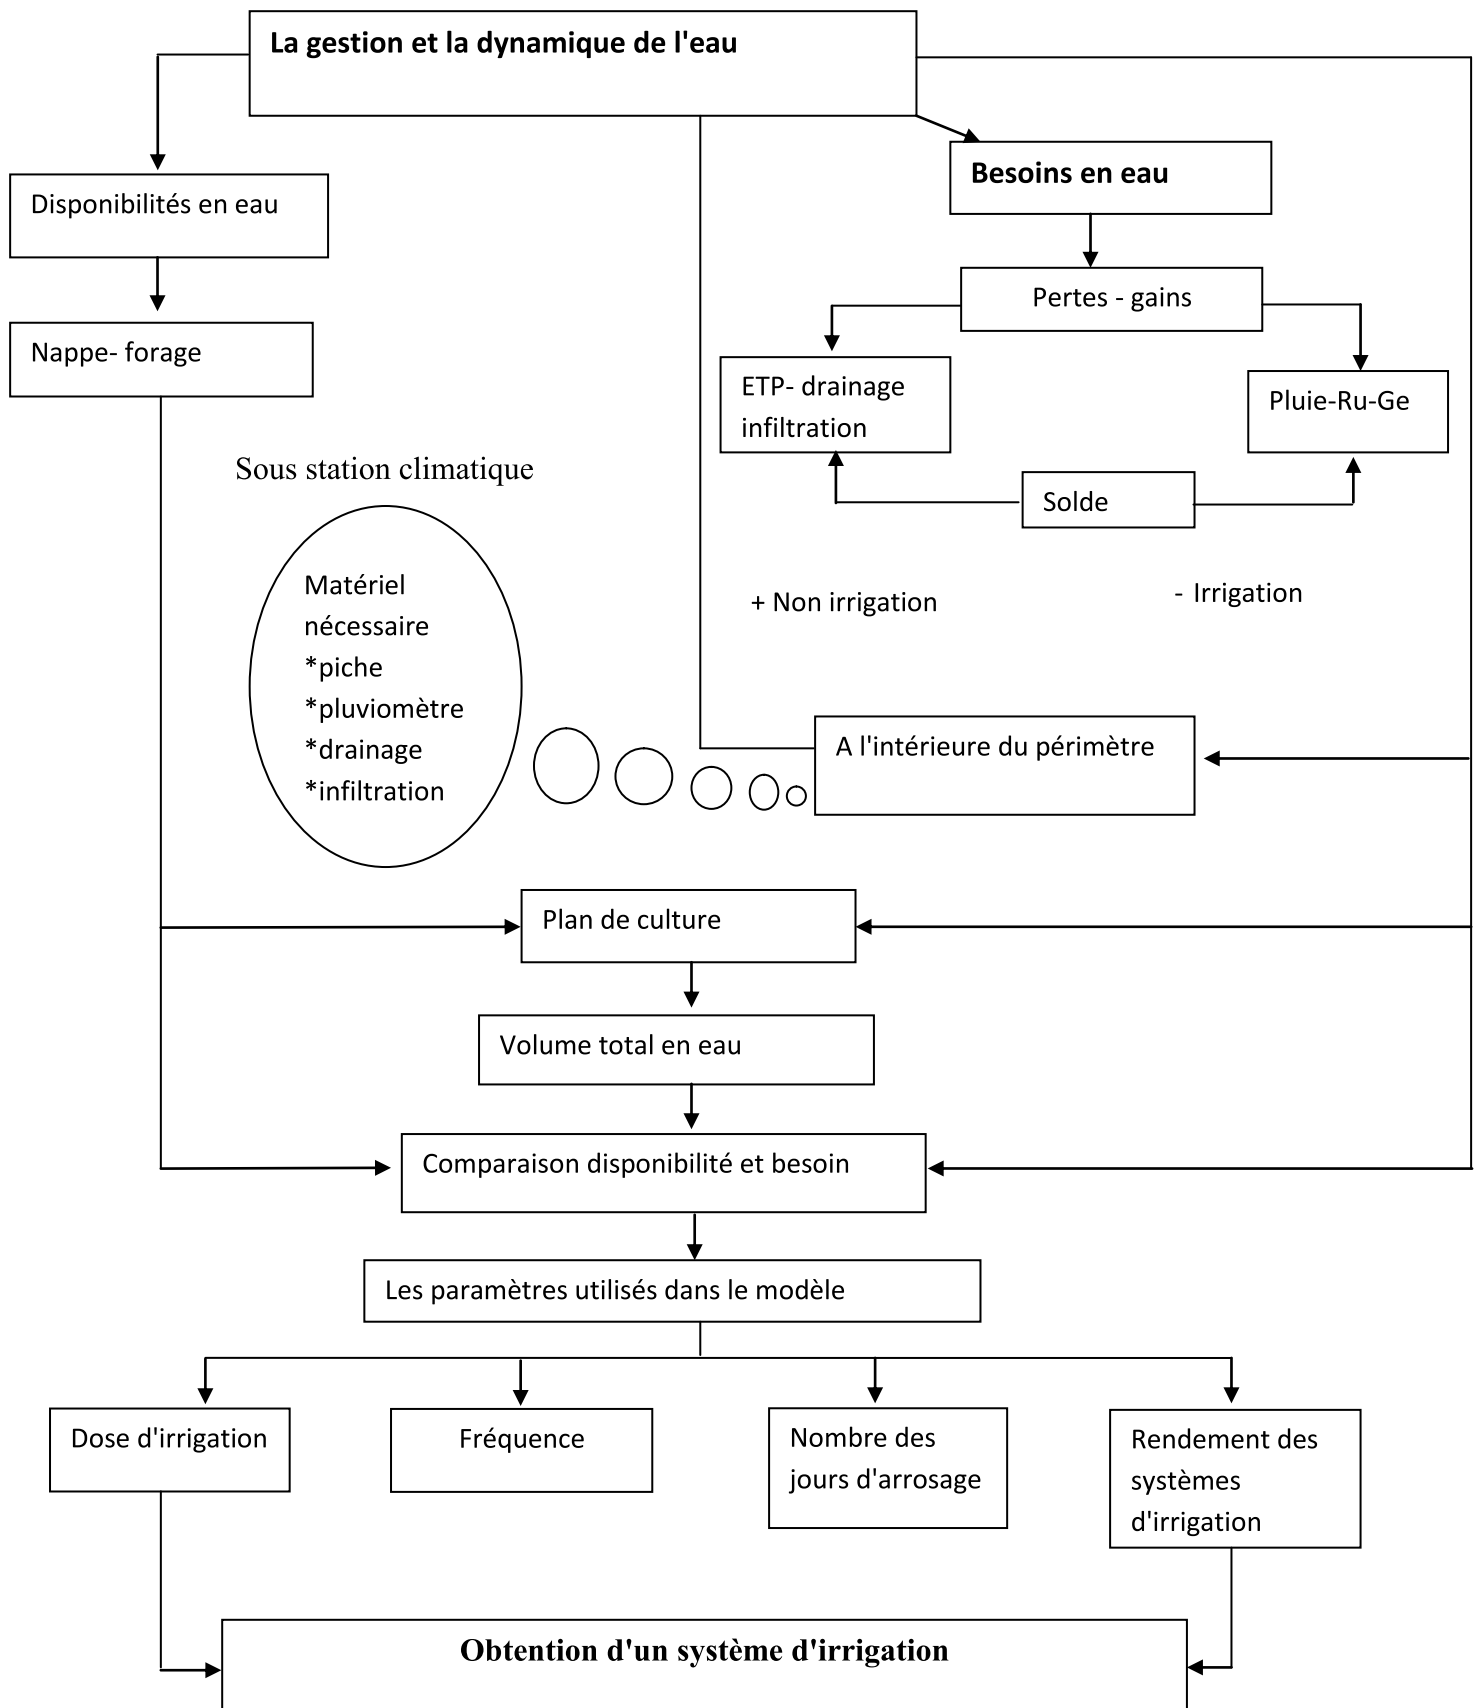 La gestion et la dynamique de l'eau
Besoins en eau
Disponibilités en eau
Pertes - gains
Nappe- forage
ETP- drainage
infiltration
Pluie-Ru-Ge
Sous station climatique
Solde
Matériel
nécessaire
*piche
*pluviomètre
*drainage
*infiltration
+ Non irrigation
- Irrigation
A l'intérieure du périmètre
Plan de culture
Volume total en eau
Comparaison disponibilité et besoin
Les paramètres utilisés dans le modèle
Dose d'irrigation
Fréquence
Nombre des
jours d'arrosage
Rendement des
systèmes
d'irrigation
Obtention d'un système d'irrigation